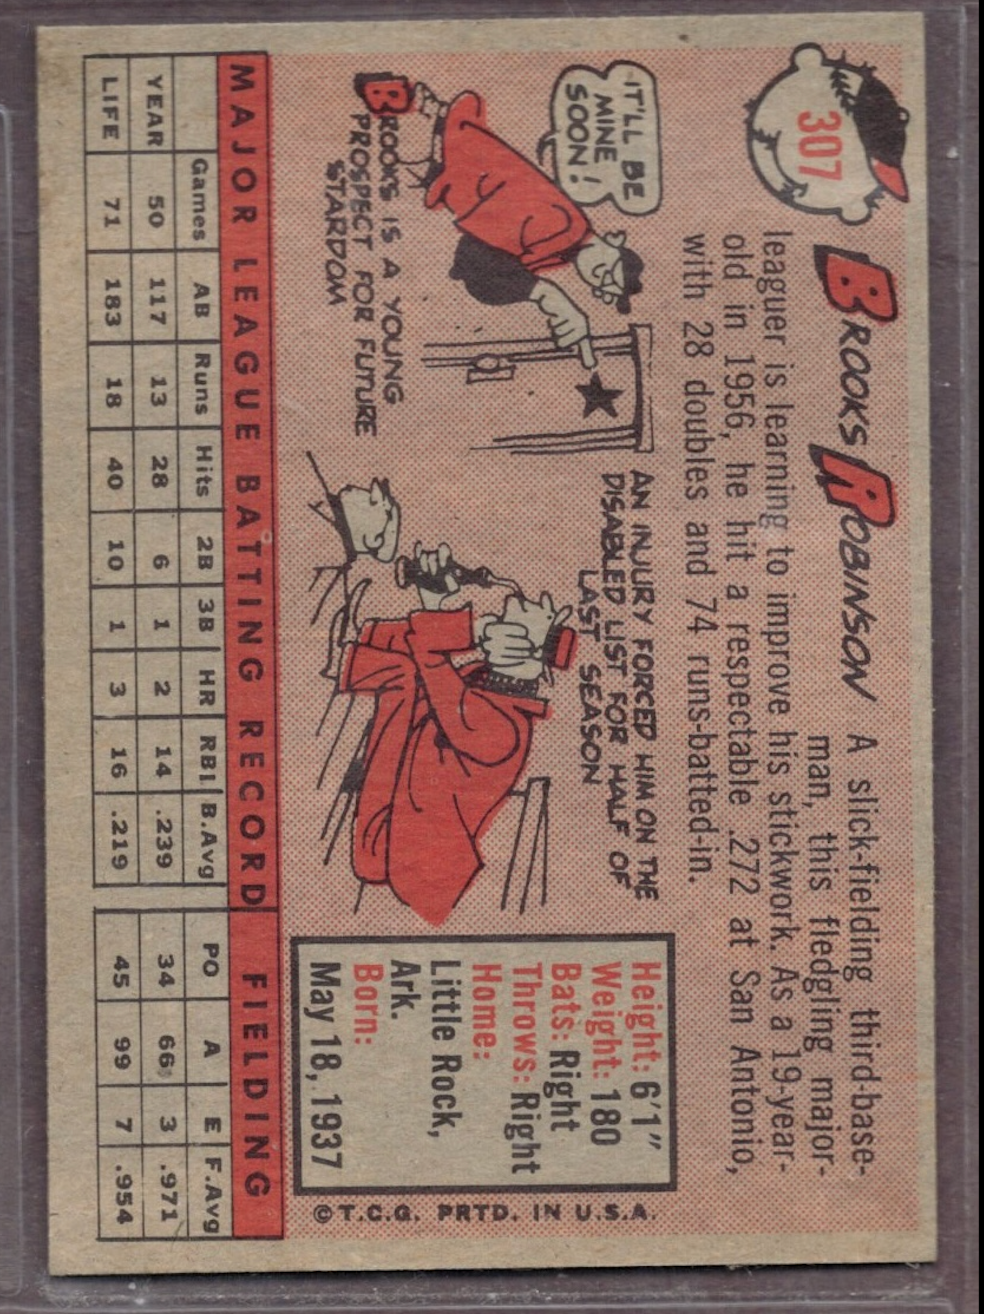 307
BROOKS ROBINSON A slick-fielding third-base-
man, this fledgling major-
leaguer is learning to improve his stickwork. As a 19-year-
old in 1956, he hit a respectable .272 at San Antonio,
with 28 doubles and 74 runs-batted-in.
IT'LL BE
MINE
SOON!
BROOKS IS A YOUNG
PROSPECT FOR FUTURE
STARDOM
AN INJURY FORCED HIM ON THE
DISABLED LIST FOR HALF OF
LAST SEASON
Height: 6'1"
Weight: 180
Bats: Right
Throws: Right
Home:
Little Rock,
Ark.
Born:
May 18, 1937
© T.C.G. PRTD. IN U.S.A.
MAJOR LEAGUE BATTING RECORD FIELDING
Games AB Runs Hits 2B 3B HR RBI B.Avg PO A E F.Avg
YEAR 50 117 13 28 6 1 2 14 .239 34 66 3 .971
LIFE 71 183 18 40 10 1 3 16 .219 45 99 7 .954